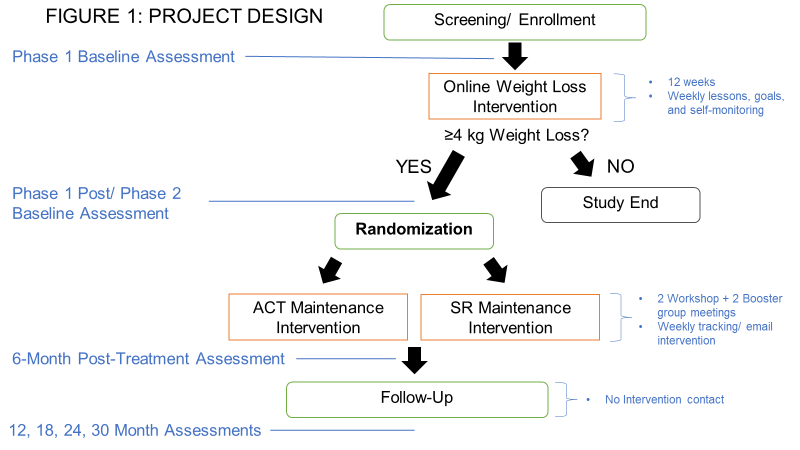 FIGURE 1: PROJECT DESIGN
Screening/ Enrollment
Phase 1 Baseline Assessment
Online Weight Loss
Intervention
• 12 weeks
• Weekly lessons, goals,
and self-monitoring
≥4 kg Weight Loss?
YES
NO
Phase 1 Post/ Phase 2
Baseline Assessment
Study End
Randomization
ACT Maintenance
Intervention
SR Maintenance
Intervention
• 2 Workshop + 2 Booster
group meetings
• Weekly tracking/ email
intervention
6-Month Post-Treatment Assessment
Follow-Up
• No Intervention contact
12, 18, 24, 30 Month Assessments